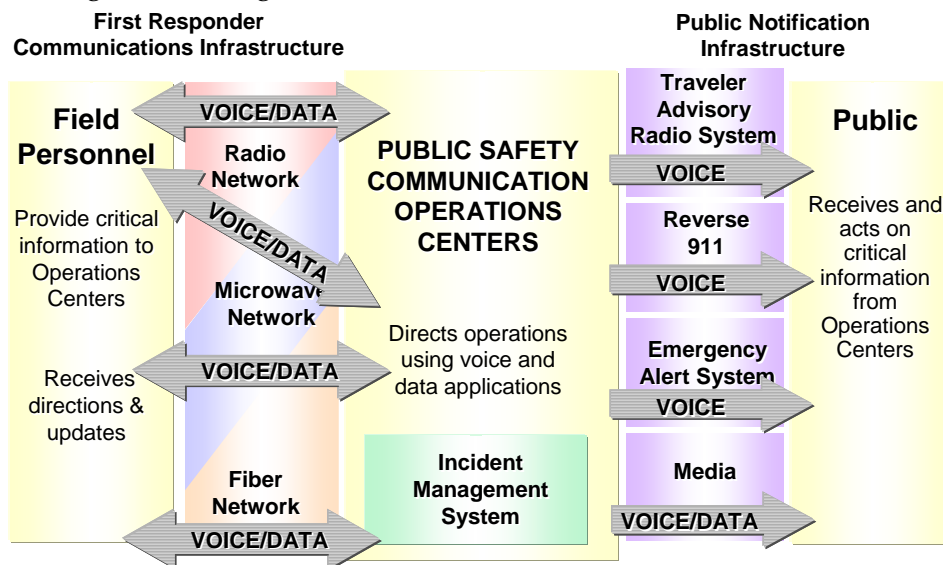 First Responder
Communications Infrastructure
Public Notification
Infrastructure
Field
Personnel
Provide critical
information to
Operations
Centers
Receives
directions &
updates
VOICE/DATA
Radio
Network
VOICE/DATA
Microwave
Network
VOICE/DATA
Fiber
Network
VOICE/DATA
PUBLIC SAFETY
COMMUNICATION
OPERATIONS
CENTERS
Directs operations
using voice and
data applications
Incident
Management
System
Traveler
Advisory
Radio System
VOICE
Reverse
911
VOICE
Emergency
Alert System
VOICE
Media
VOICE/DATA
Public
Receives and
acts on
critical
information
from
Operations
Centers